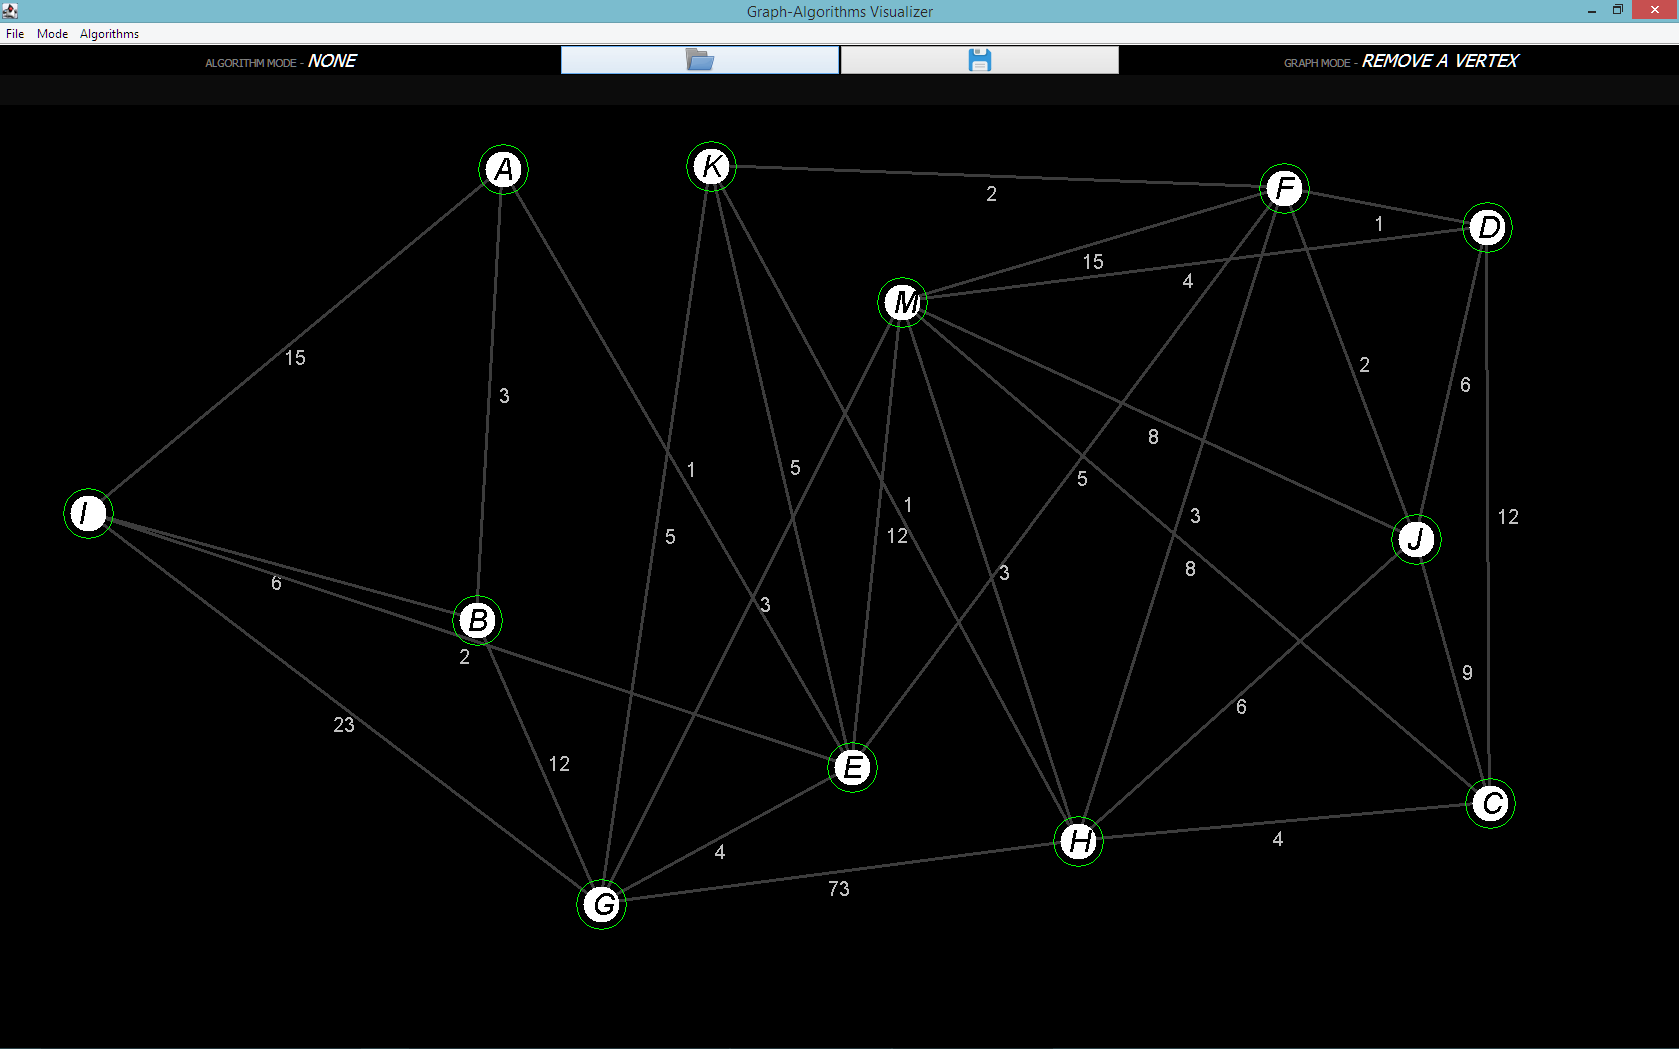 Graph-Algorithms Visualizer
File Mode Algorithms
ALGORITHM MODE - NONE
GRAPH MODE - REMOVE A VERTEX
A
K
F
D
2
1
15
4
M
15
2
6
3
8
5
1
5
I
12
3
1
5
12
J
3
8
6
3
B
2
9
6
23
12
E
C
4
H
4
73
G